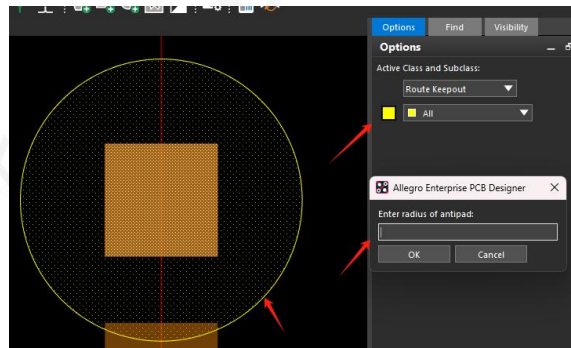 Options Find Visibility
Options
Active Class and Subclass:
Route Keepout
All
Allegro Enterprise PCB Designer
Enter radius of antipad:
OK Cancel